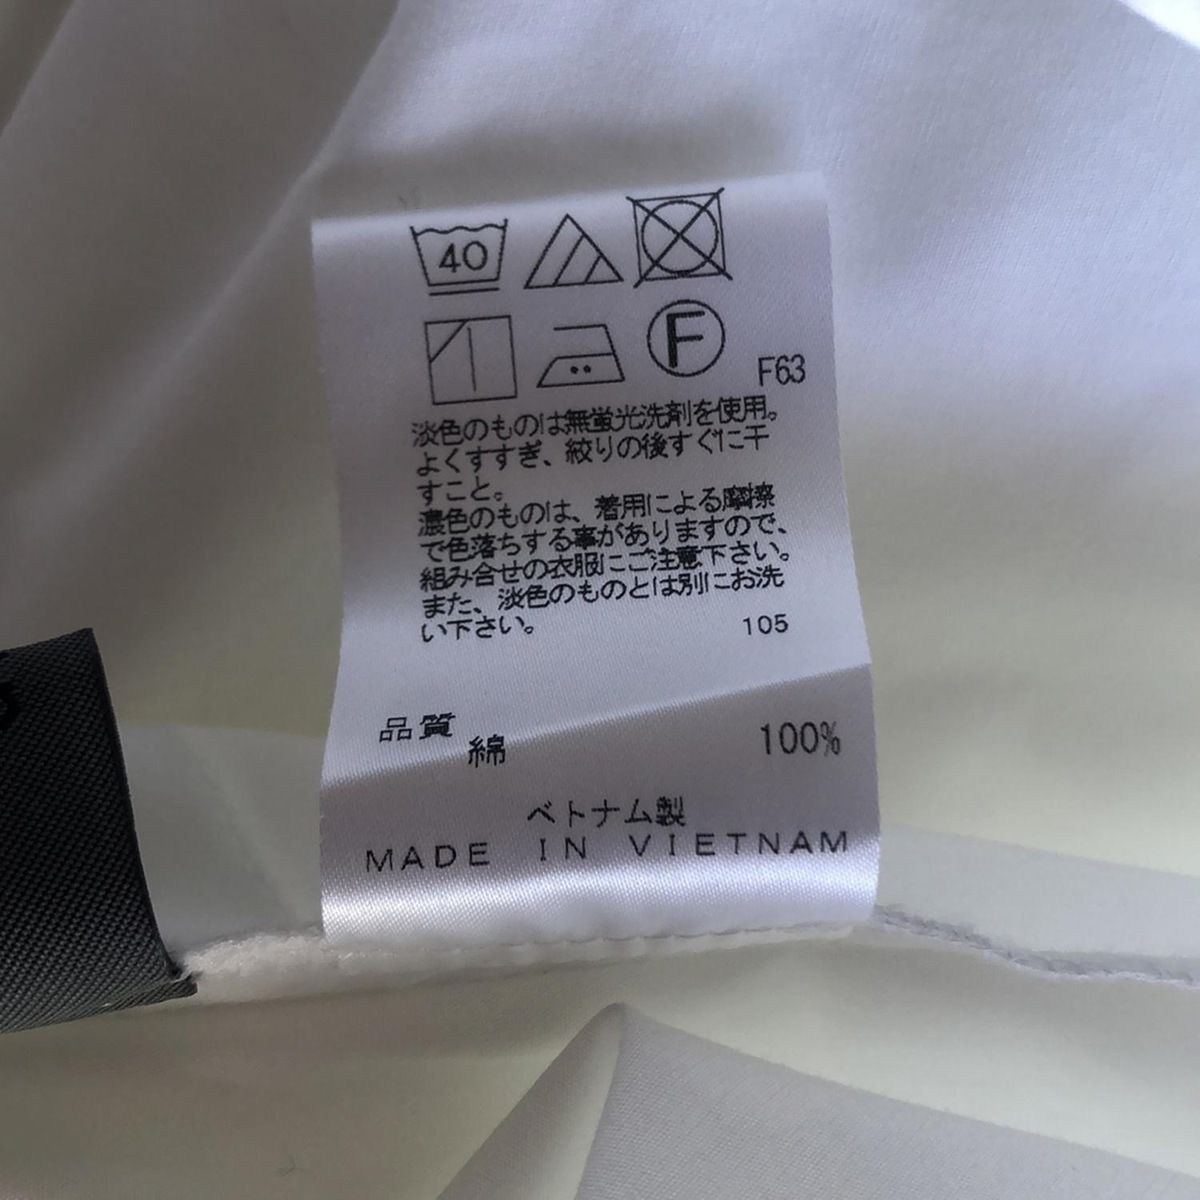 40
F
F63
淡色のものは無蛍光洗剤を使用。
よくすすぎ、絞りの後すぐに干
すこと。
濃色のものは、着用による摩擦
で色落ちする事がありますので、
組み合せの衣服にご注意下さい。
また、淡色のものとは別にお洗
い下さい。
105
品質
綿 100%
ベトナム製
MADE IN VIETNAM